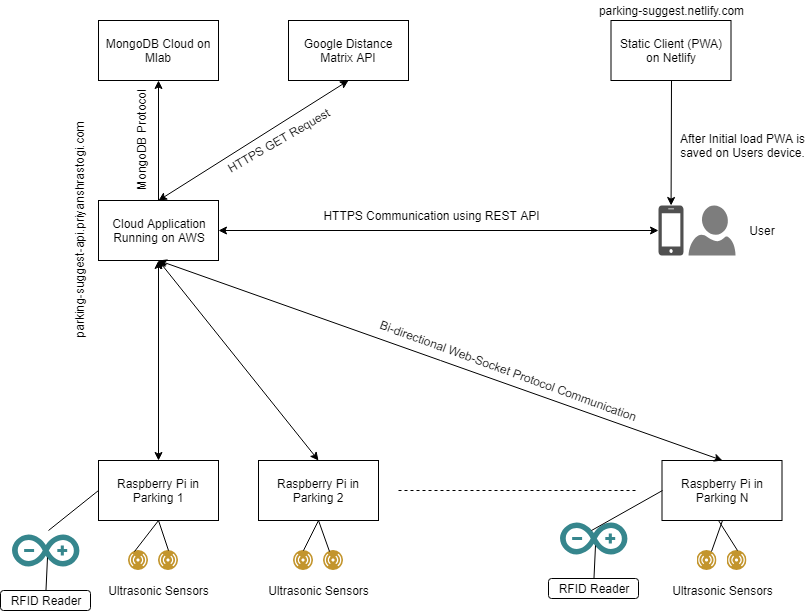 parking-suggest.netlify.com
MongoDB Cloud on
Mlab
Google Distance
Matrix API
Static Client (PWA)
on Netlify
MongoDB Protocol
HTTPS GET Request
parking-suggest-api.priyanshrastogi.com
After Initial load PWA is
saved on Users device.
Cloud Application
Running on AWS
HTTPS Communication using REST API
User
Bi-directional Web-Socket Protocol Communication
Raspberry Pi in
Parking 1
Raspberry Pi in
Parking 2
Raspberry Pi in
Parking N
RFID Reader
Ultrasonic Sensors
Ultrasonic Sensors
RFID Reader
Ultrasonic Sensors